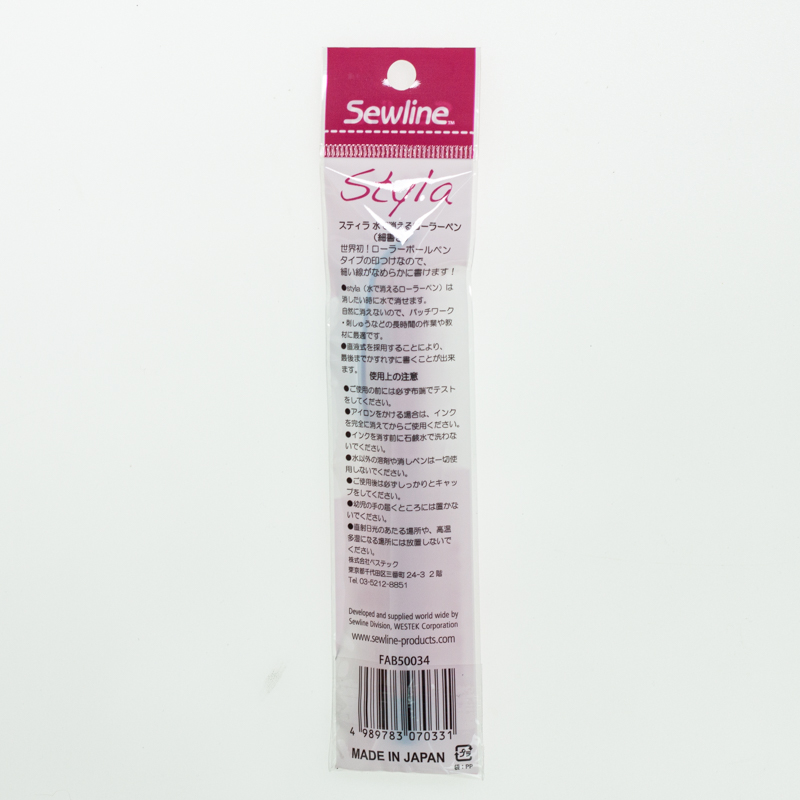 Sewline™
Styla
スティラ 水で消えるローラーペン
（細書き）
世界初！ローラーボールペン
タイプの印つけなので、
細い線がなめらかに書けます！
●styla（水で消えるローラーペン）は
消したい時に水で消せます。
自然に消えないので、パッチワーク
・刺しゅうなどの長時間の作業や教
材に最適です。
●直液式を採用することにより、
最後までかすれずに書くことが出来
ます。
使用上の注意
●ご使用の前には必ず布端でテスト
をしてください。
●アイロンをかける場合は、インク
を完全に消えてからご使用ください。
●インクを消す前に石鹸水で洗わな
いでください。
●水以外の溶剤や消しペンは一切使
用しないでください。
●ご使用後は必ずしっかりとキャッ
プをしてください。
●幼児の手の届くところには置かな
いでください。
●直射日光のあたる場所や、高温
多湿になる場所には放置しないで
ください。
株式会社ベステック
東京都千代田区三番町 24-3 2 階
Tel. 03-5212-8851
Developed and supplied world wide by
Sewline Division, WESTEK Corporation
www.sewline-products.com
FAB50034
4 989783 070331
MADE IN JAPAN
プラ
袋：PP